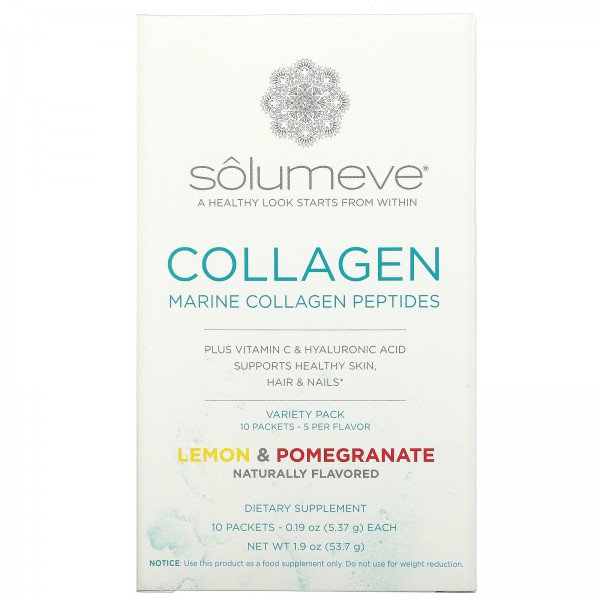 sôlumeve®
A HEALTHY LOOK STARTS FROM WITHIN
COLLAGEN
MARINE COLLAGEN PEPTIDES
PLUS VITAMIN C & HYALURONIC ACID
SUPPORTS HEALTHY SKIN,
HAIR & NAILS*
VARIETY PACK
10 PACKETS - 5 PER FLAVOR
LEMON & POMEGRANATE
NATURALLY FLAVORED
DIETARY SUPPLEMENT
10 PACKETS - 0.19 oz (5.37 g) EACH
NET WT 1.9 oz (53.7 g)
NOTICE: Use this product as a food supplement only. Do not use for weight reduction.